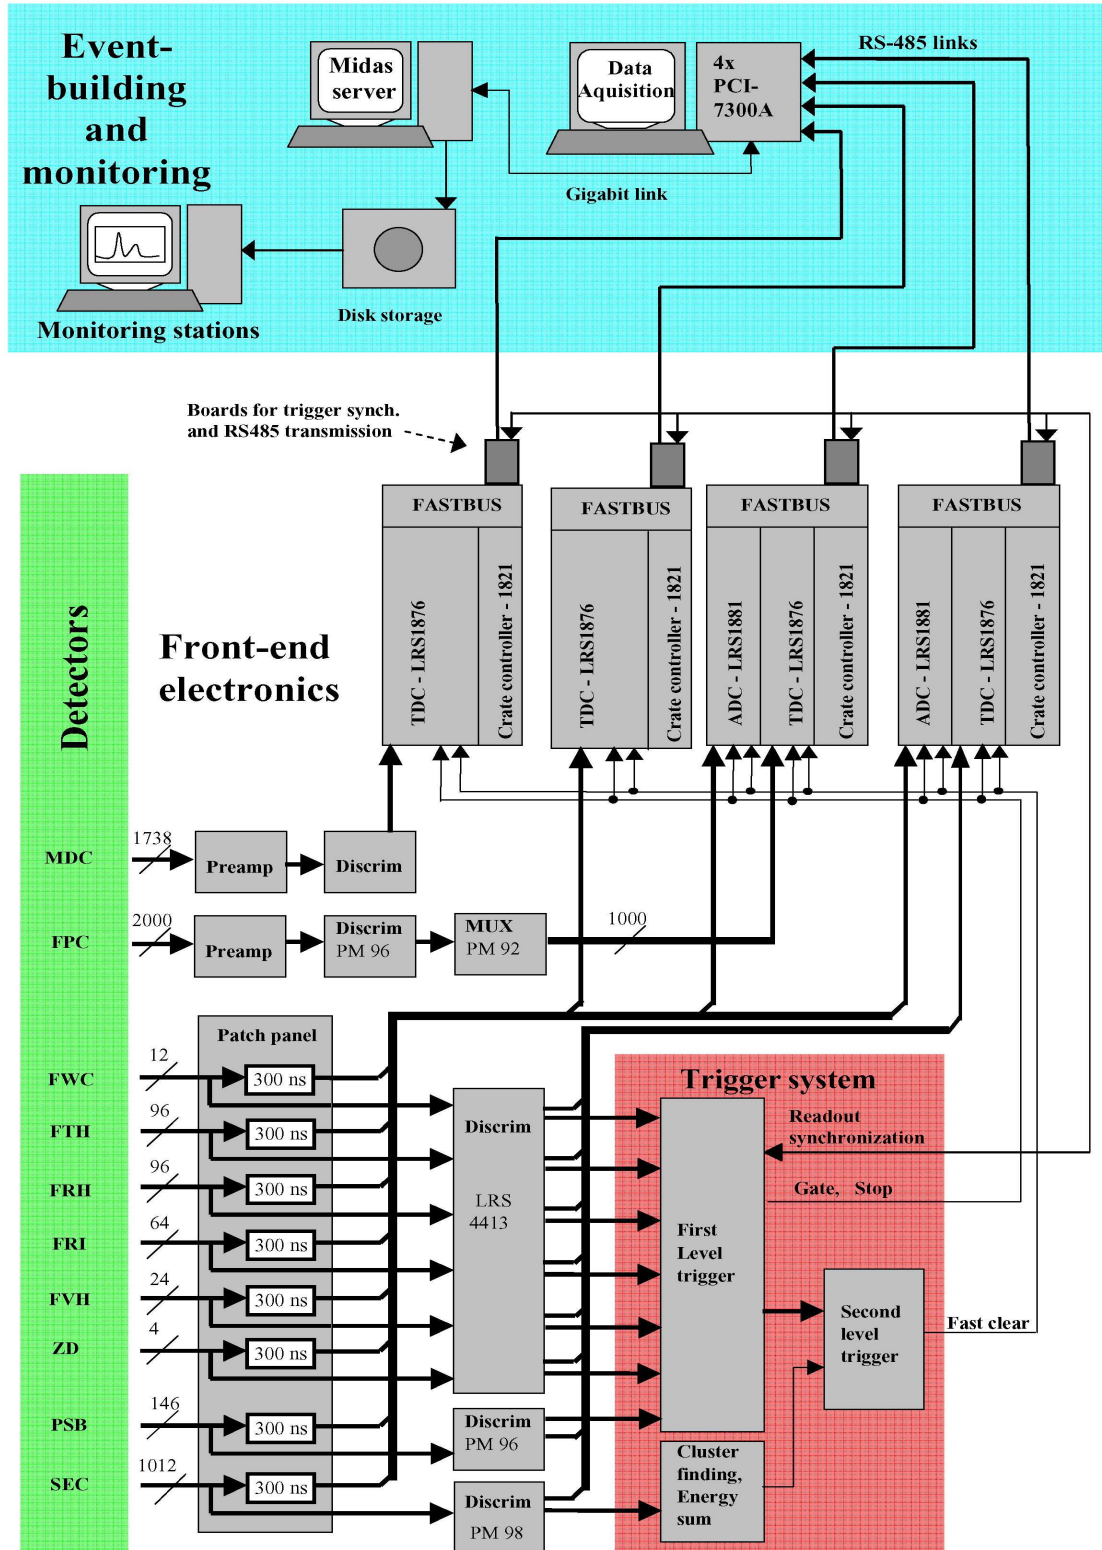 Event-
building
and
monitoring
Midas
server
Data
Aquisition
4x
PCI-
7300A
RS-485 links
Gigabit link
Disk storage
Monitoring stations
Boards for trigger synch.
and RS485 transmission
Detectors
Front-end
electronics
FASTBUS
TDC - LRS1876
Crate controller - 1821
FASTBUS
TDC - LRS1876
Crate controller - 1821
FASTBUS
ADC - LRS1881
TDC - LRS1876
Crate controller - 1821
FASTBUS
ADC - LRS1881
TDC - LRS1876
Crate controller - 1821
MDC
1738
Preamp
Discrim
FPC
2000
Preamp
Discrim
PM 96
MUX
PM 92
1000
Patch panel
FWC
12
300 ns
FTH
96
300 ns
FRH
96
300 ns
FRI
64
300 ns
FVH
24
300 ns
ZD
4
300 ns
PSB
146
300 ns
SEC
1012
300 ns
Discrim
LRS
4413
Discrim
PM 96
Discrim
PM 98
Trigger system
Readout
synchronization
Gate, Stop
First
Level
trigger
Second
level
trigger
Fast clear
Cluster
finding,
Energy
sum